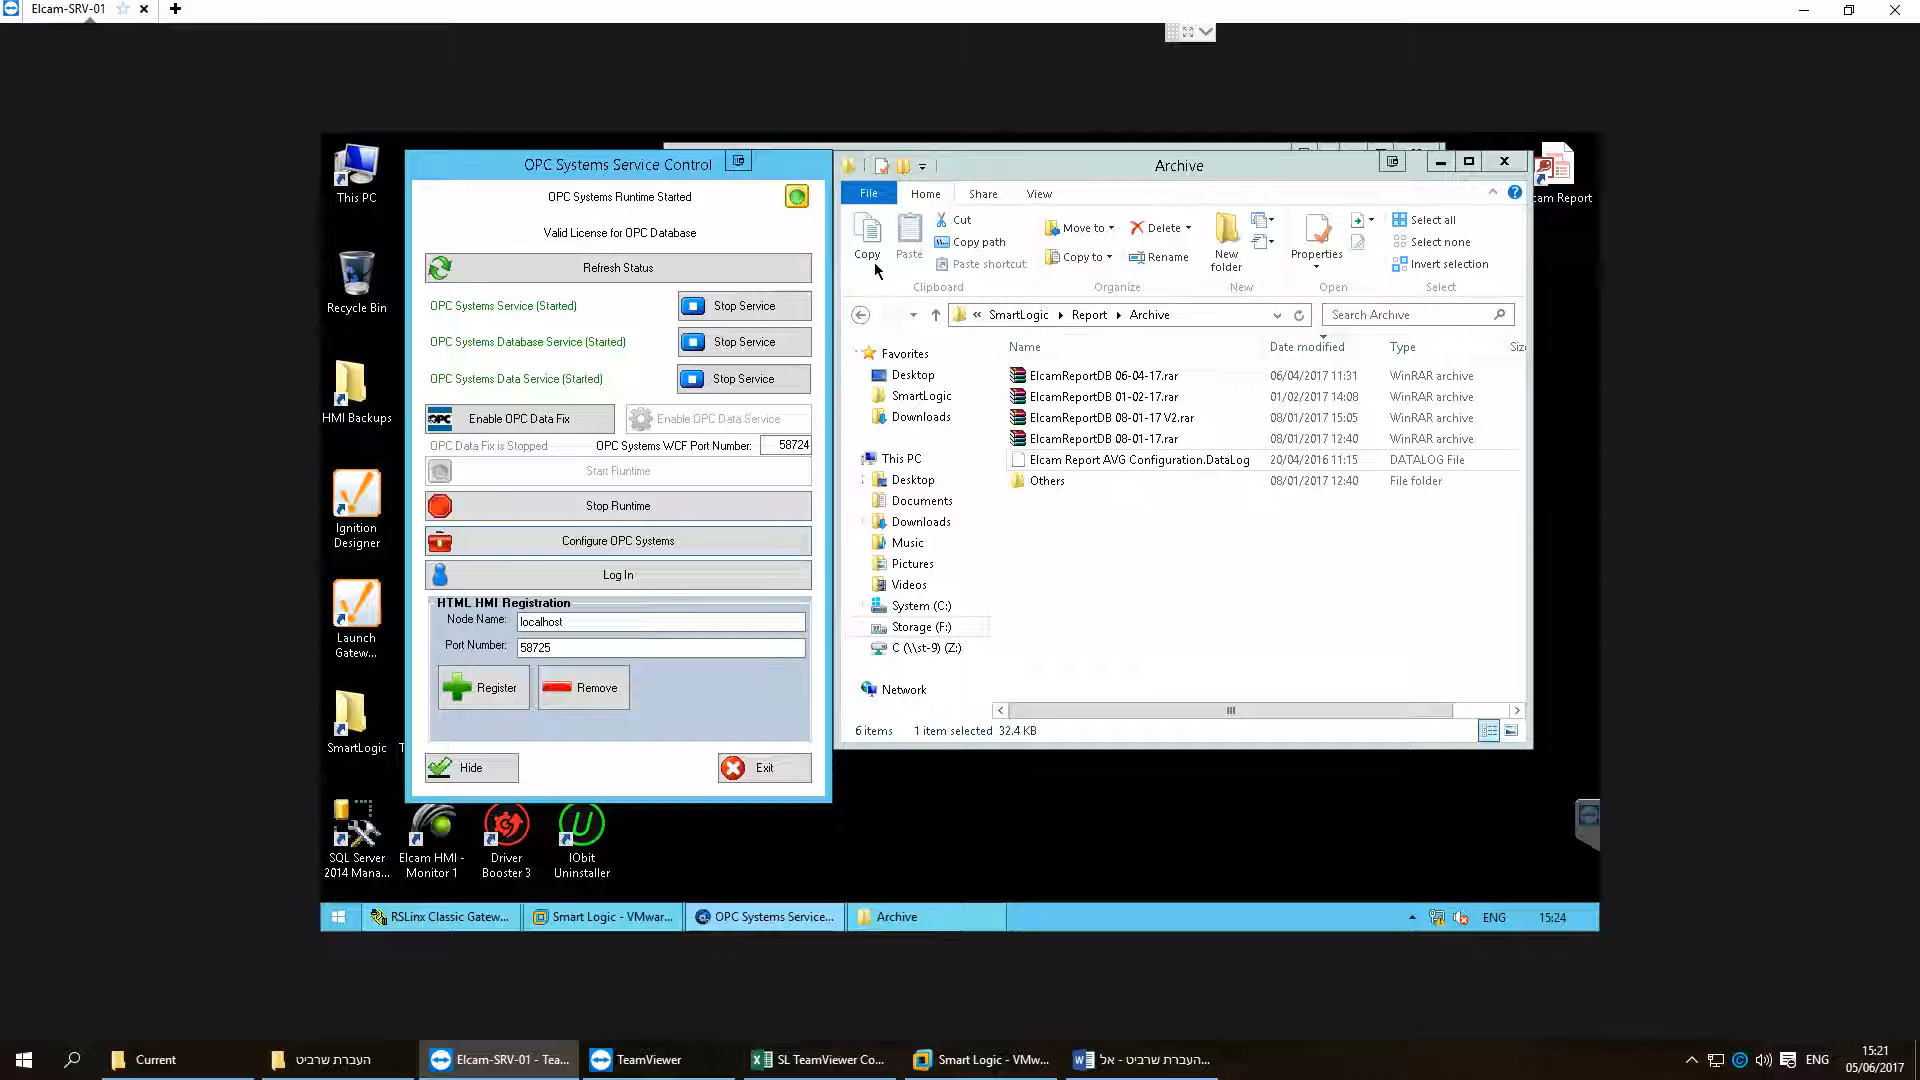 Elcam-SRV-01
This PC
Recycle Bin
HMI Backups
Ignition
Designer
Launch
Gatew...
SmartLogic
SQL Server
2014 Mana...
Elcam HMI -
Monitor 1
Driver
Booster 3
IObit
Uninstaller
OPC Systems Service Control
OPC Systems Runtime Started
Valid License for OPC Database
Refresh Status
OPC Systems Service (Started)
Stop Service
OPC Systems Database Service (Started)
Stop Service
OPC Systems Data Service (Started)
Stop Service
OPC
Enable OPC Data Fix
Enable OPC Data Service
OPC Data Fix is Stopped
OPC Systems WCF Port Number:
58724
Start Runtime
Stop Runtime
Configure OPC Systems
Log In
HTML HMI Registration
Node Name:
localhost
Port Number:
58725
Register
Remove
Hide
Exit
Archive
File
Home
Share
View
Copy
Paste
Cut
Copy path
Paste shortcut
Clipboard
Move to
Copy to
Delete
Rename
Organize
New
folder
New
Properties
Open
Select all
Select none
Invert selection
Select
« SmartLogic
Report
Archive
Search Archive
Favorites
Desktop
SmartLogic
Downloads
This PC
Desktop
Documents
Downloads
Music
Pictures
Videos
System (C:)
Storage (F:)
C (\\st-9) (Z:)
Network
Name
Date modified
Type
Siz
ElcamReportDB 06-04-17.rar
06/04/2017 11:31
WinRAR archive
ElcamReportDB 01-02-17.rar
01/02/2017 14:08
WinRAR archive
ElcamReportDB 08-01-17 V2.rar
08/01/2017 15:05
WinRAR archive
ElcamReportDB 08-01-17.rar
08/01/2017 12:40
WinRAR archive
Elcam Report AVG Configuration.DataLog
20/04/2016 11:15
DATALOG File
Others
08/01/2017 12:40
File folder
6 items
1 item selected 32.4 KB
cam Report
RSLinx Classic Gatew...
Smart Logic - VMwar...
OPC Systems Service...
Archive
ENG
15:24
Current
העברת שרביט
Elcam-SRV-01 - Tea...
TeamViewer
SL TeamViewer Co...
Smart Logic - VMw...
העברת שרביט - אל...
ENG
15:21
05/06/2017